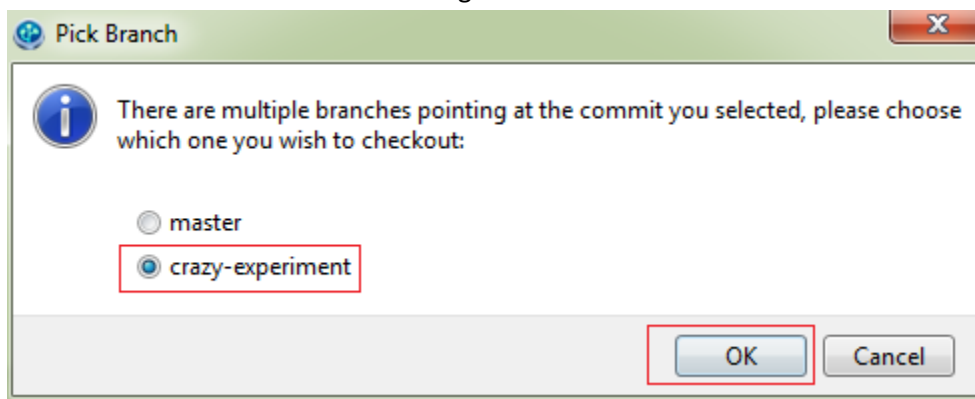 Pick Branch
There are multiple branches pointing at the commit you selected, please choose
which one you wish to checkout:
master
crazy-experiment
OK Cancel